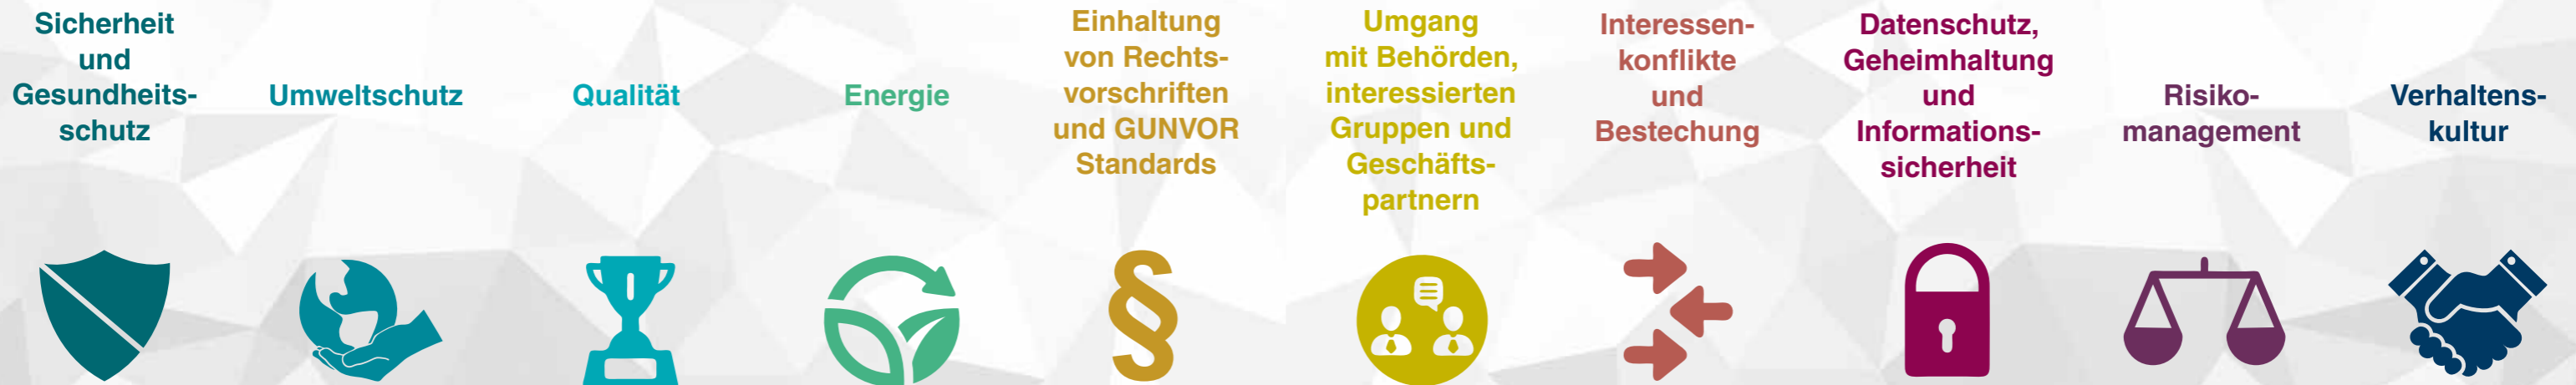 Sicherheit
und
Gesundheits-
schutz
Umweltschutz
Qualität
Energie
Einhaltung
von Rechts-
vorschriften
und GUNVOR
Standards
Umgang
mit Behörden,
interessierten
Gruppen und
Geschäfts-
partnern
Interessen-
konflikte
und
Bestechung
Datenschutz,
Geheimhaltung
und
Informations-
sicherheit
Risiko-
management
Verhaltens-
kultur
§